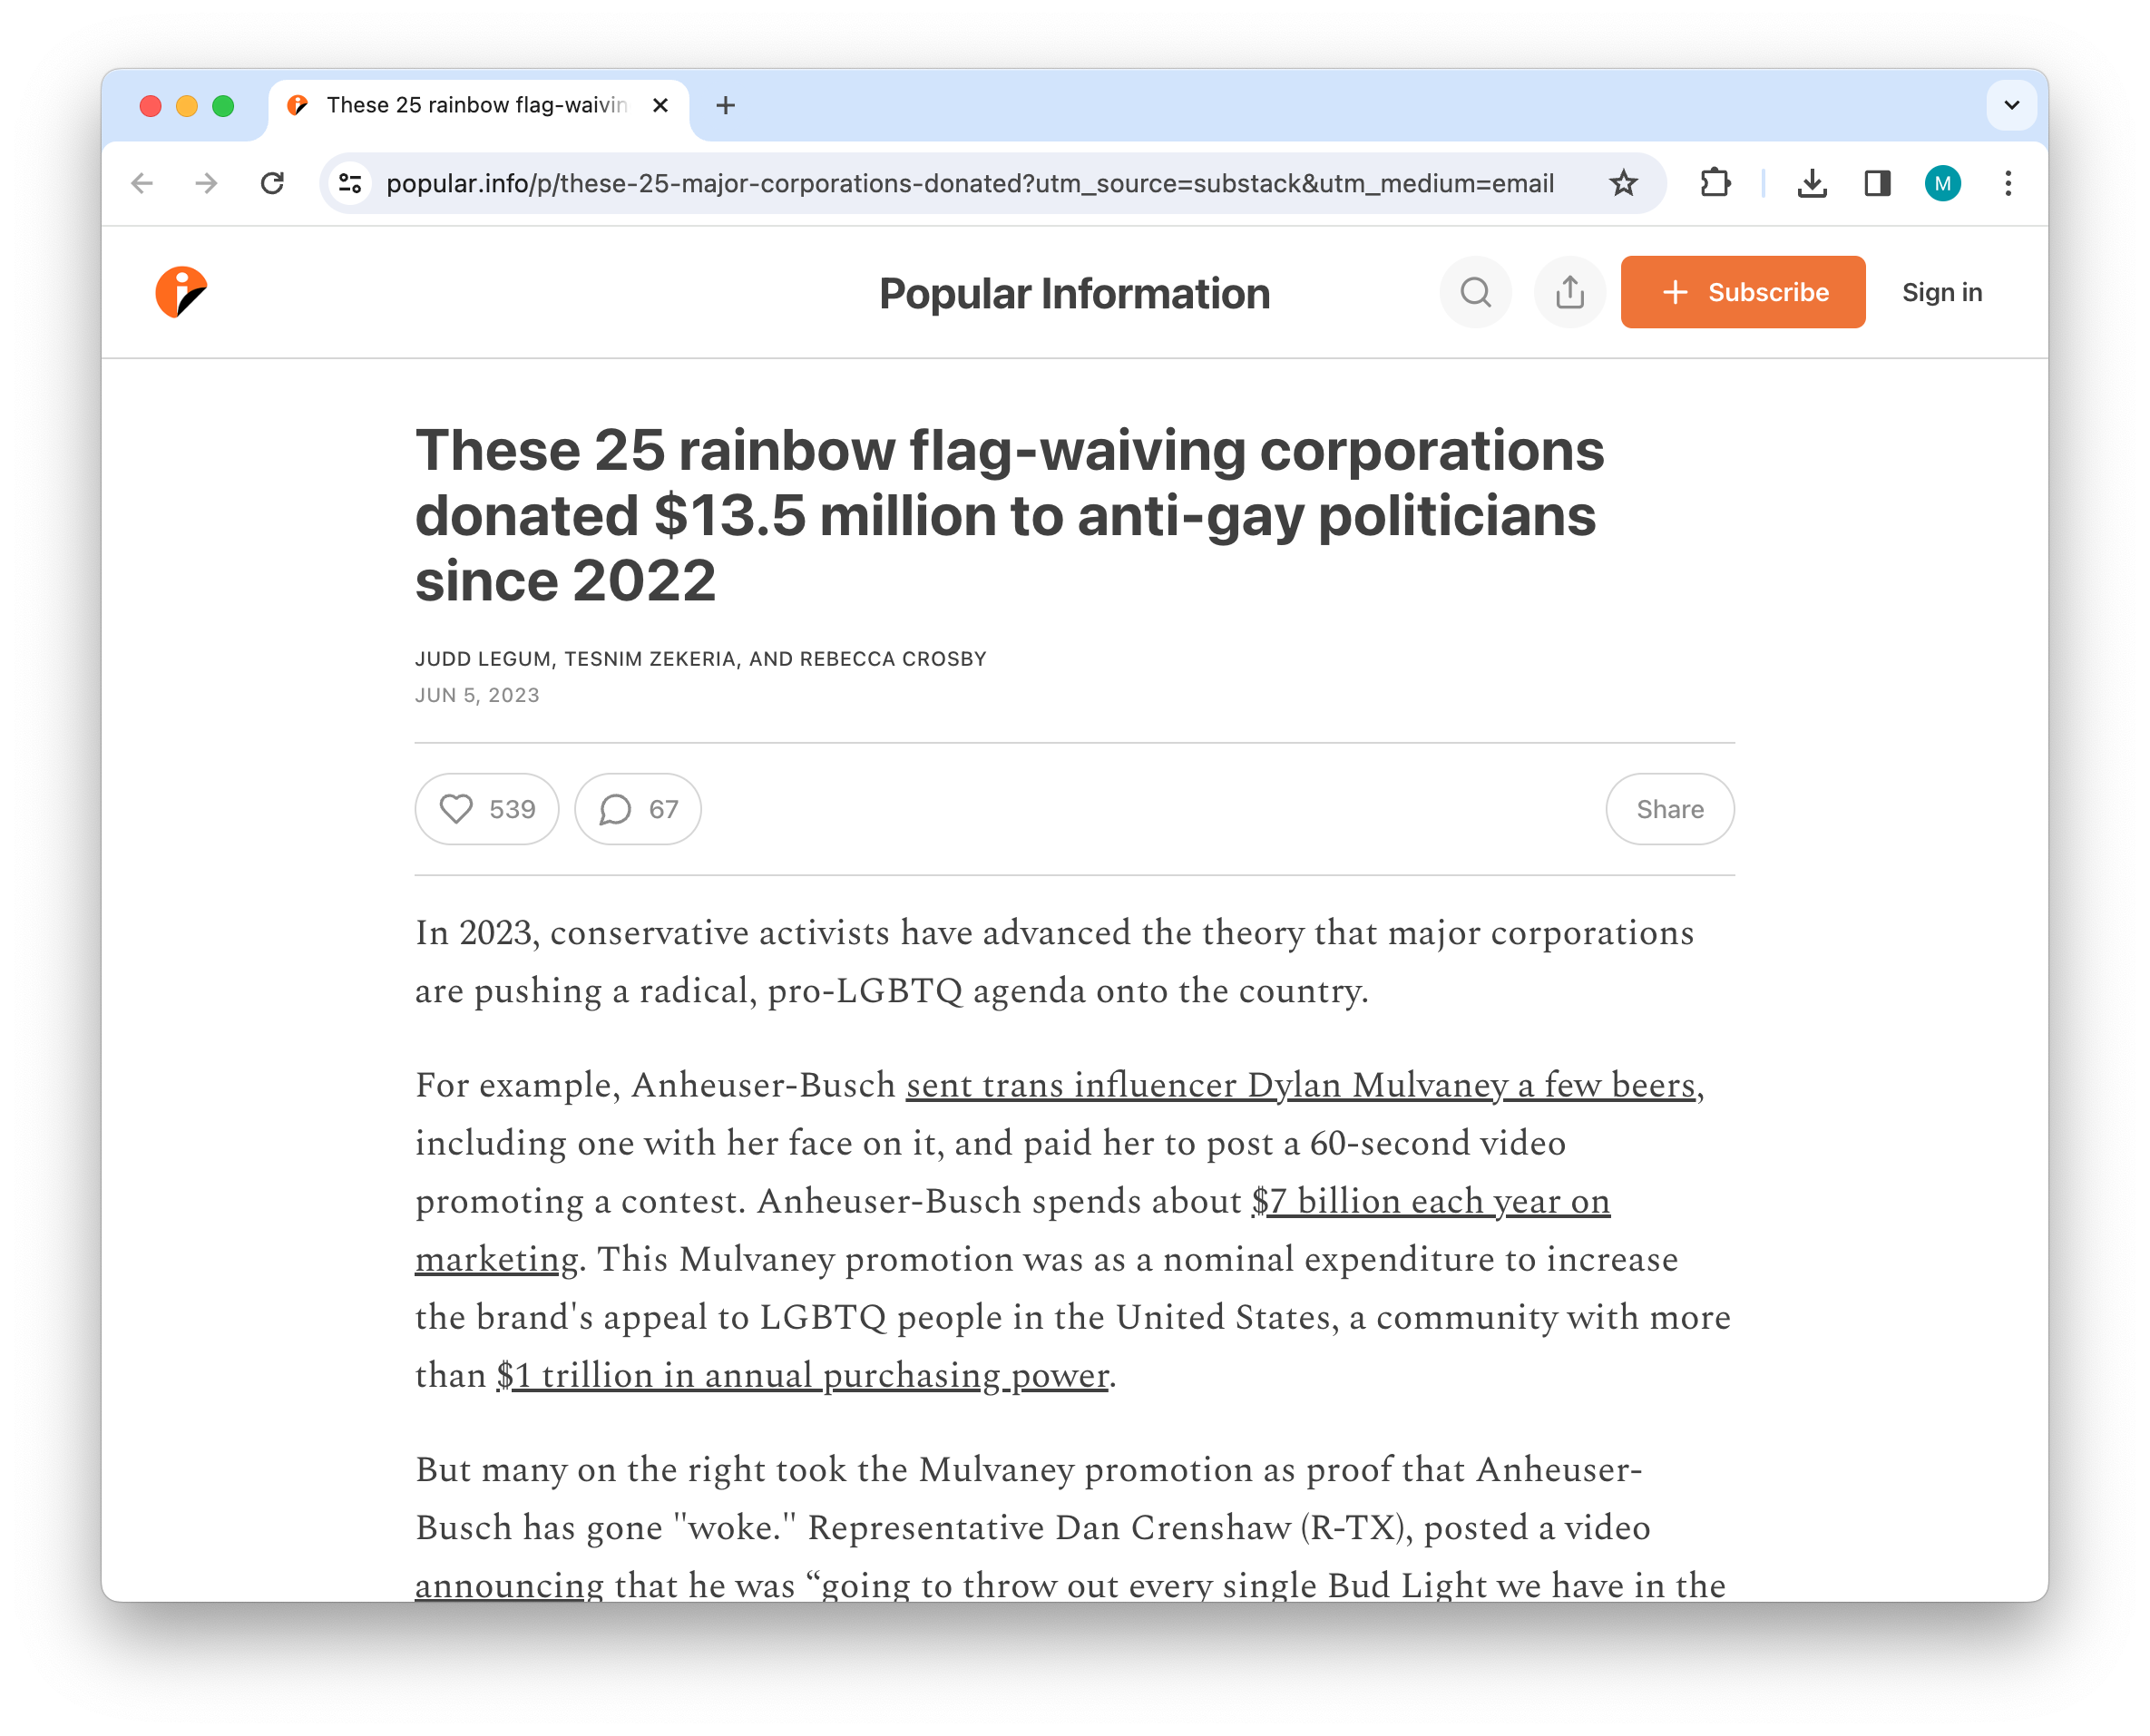 These 25 rainbow flag-waivin
popular.info/p/these-25-major-corporations-donated?utm_source=substack&utm_medium=email
M
Popular Information
Subscribe
Sign in
These 25 rainbow flag-waiving corporations
donated $13.5 million to anti-gay politicians
since 2022
JUDD LEGUM, TESNIM ZEKERIA, AND REBECCA CROSBY
JUN 5, 2023
539
67
Share
In 2023, conservative activists have advanced the theory that major corporations
are pushing a radical, pro-LGBTQ agenda onto the country.
For example, Anheuser-Busch sent trans influencer Dylan Mulvaney a few beers,
including one with her face on it, and paid her to post a 60-second video
promoting a contest. Anheuser-Busch spends about $7 billion each year on
marketing. This Mulvaney promotion was as a nominal expenditure to increase
the brand's appeal to LGBTQ people in the United States, a community with more
than $1 trillion in annual purchasing power.
But many on the right took the Mulvaney promotion as proof that Anheuser-
Busch has gone "woke." Representative Dan Crenshaw (R-TX), posted a video
announcing that he was “going to throw out every single Bud Light we have in the